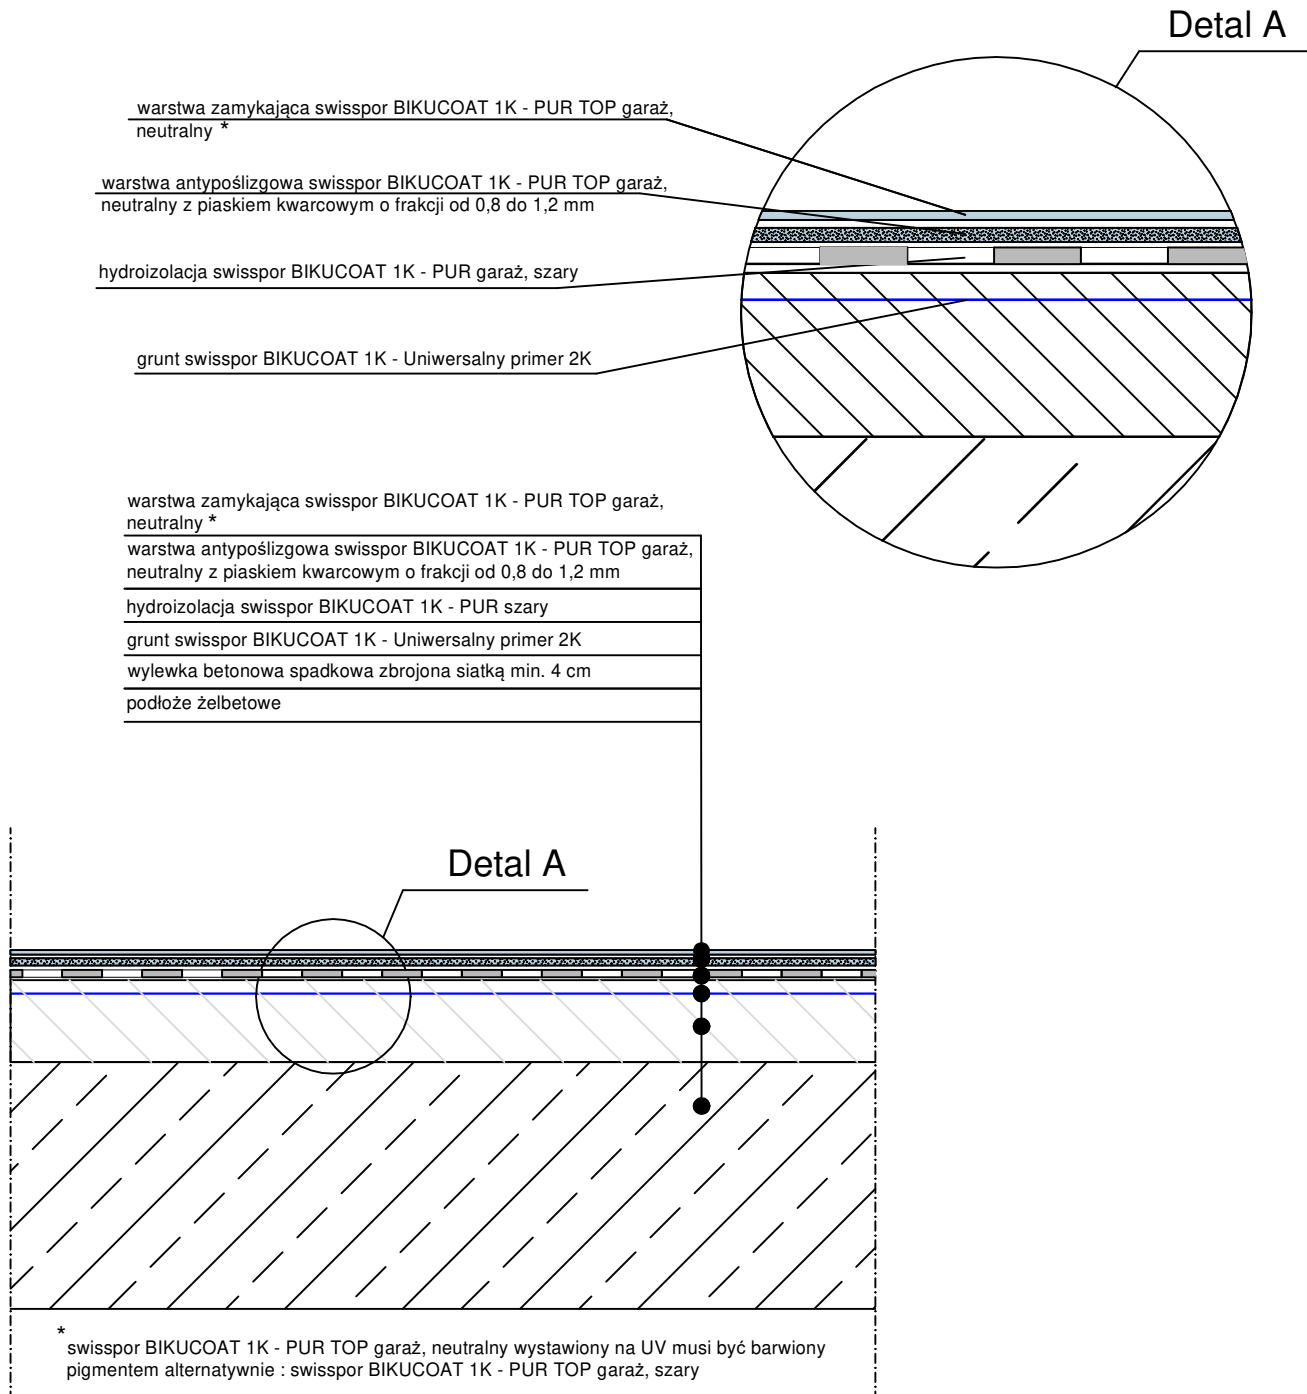 Detal A
warstwa zamykająca swisspor BIKUCOAT 1K - PUR TOP garaż,
neutralny *
warstwa antypoślizgowa swisspor BIKUCOAT 1K - PUR TOP garaż,
neutralny z piaskiem kwarcowym o frakcji od 0,8 do 1,2 mm
hydroizolacja swisspor BIKUCOAT 1K - PUR garaż, szary
grunt swisspor BIKUCOAT 1K - Uniwersalny primer 2K
warstwa zamykająca swisspor BIKUCOAT 1K - PUR TOP garaż,
neutralny *
warstwa antypoślizgowa swisspor BIKUCOAT 1K - PUR TOP garaż,
neutralny z piaskiem kwarcowym o frakcji od 0,8 do 1,2 mm
hydroizolacja swisspor BIKUCOAT 1K - PUR szary
grunt swisspor BIKUCOAT 1K - Uniwersalny primer 2K
wylewka betonowa spadkowa zbrojona siatką min. 4 cm
podłoże żelbetowe
Detal A
*
swisspor BIKUCOAT 1K - PUR TOP garaż, neutralny wystawiony na UV musi być barwiony
pigmentem alternatywnie : swisspor BIKUCOAT 1K - PUR TOP garaż, szary